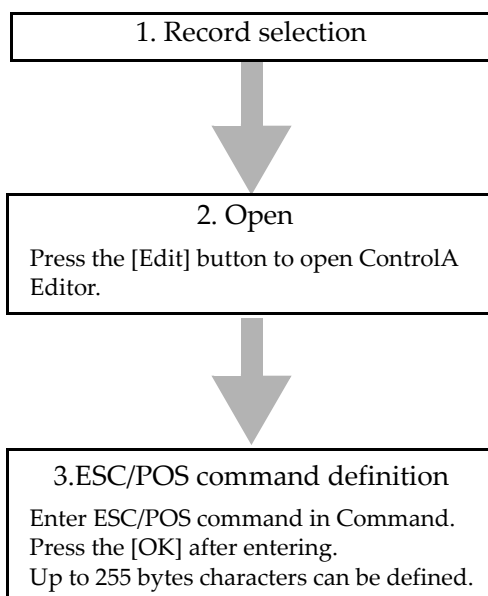 1. Record selection
2. Open
Press the [Edit] button to open ControlA
Editor.
3.ESC/POS command definition
Enter ESC/POS command in Command.
Press the [OK] after entering.
Up to 255 bytes characters can be defined.